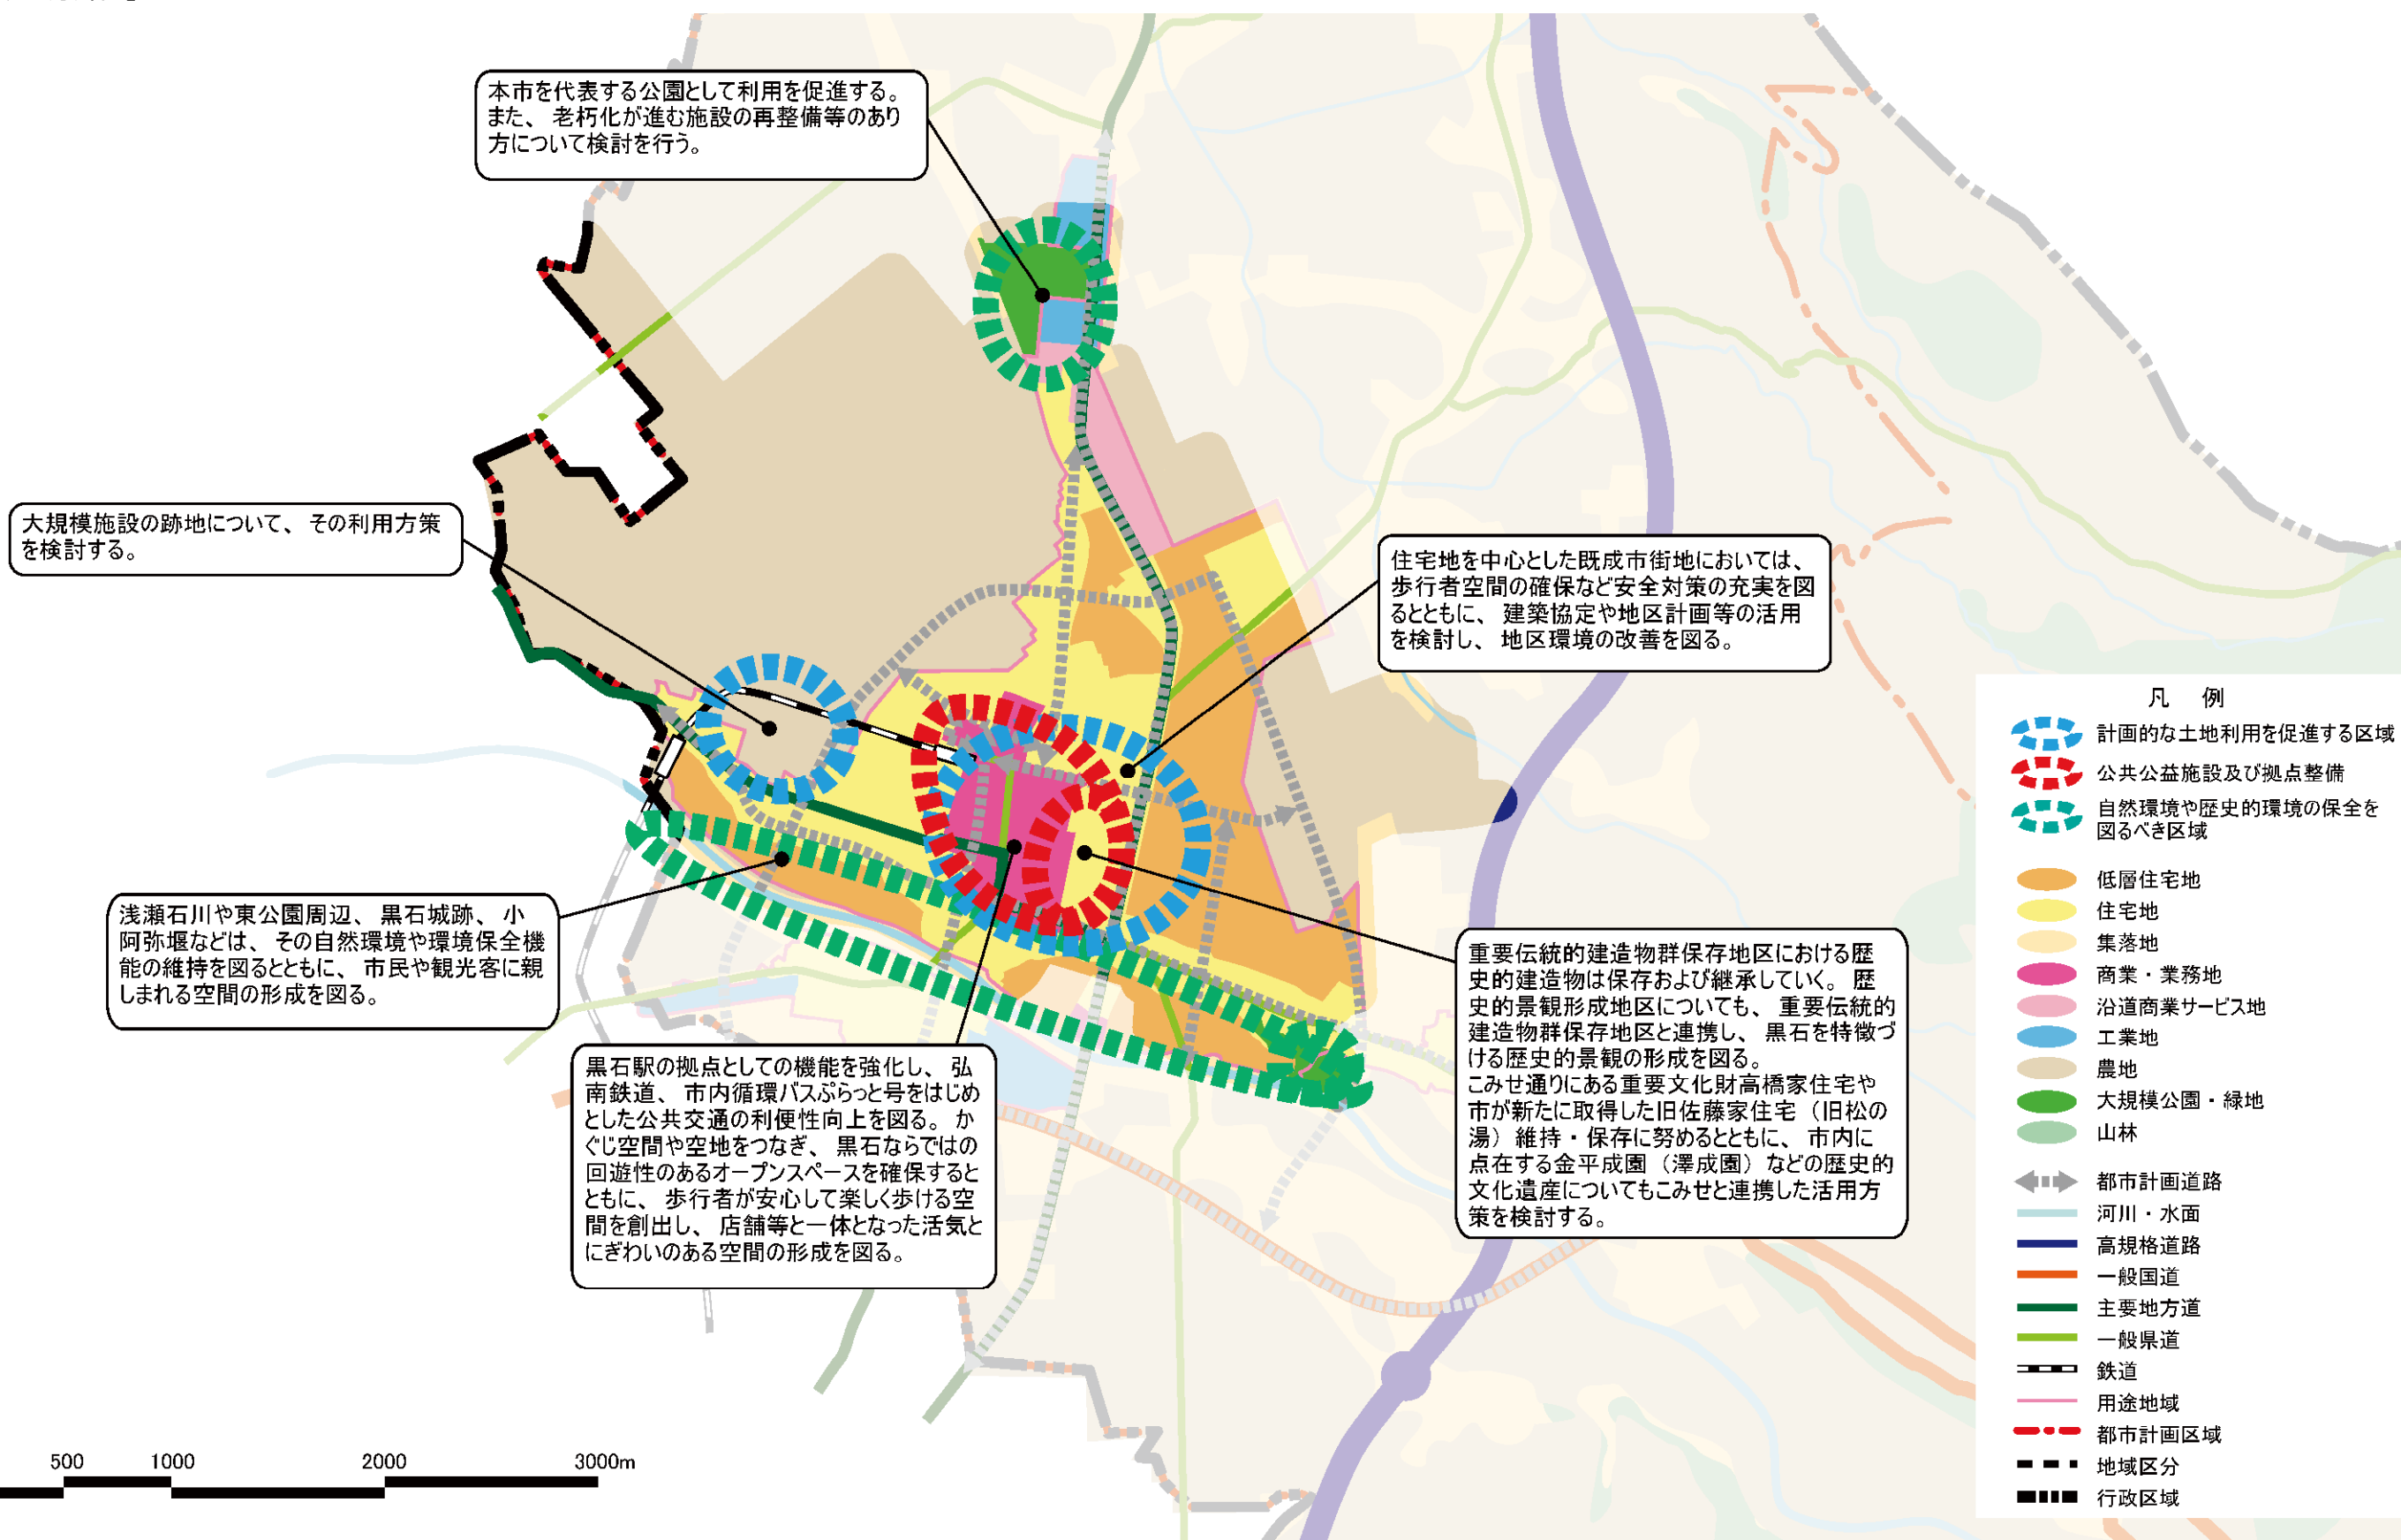 本市を代表する公園として利用を促進する。
また、老朽化が進む施設の再整備等のあり
方について検討を行う。
大規模施設の跡地について、その利用方策
を検討する。
住宅地を中心とした既成市街地においては、
歩行者空間の確保など安全対策の充実を図
るとともに、建築協定や地区計画等の活用
を検討し、地区環境の改善を図る。
浅瀬石川や東公園周辺、黒石城跡、小
阿弥堰などは、その自然環境や環境保全機
能の維持を図るとともに、市民や観光客に親
しまれる空間の形成を図る。
重要伝統的建造物群保存地区における歴
史的建造物は保存および継承していく。歴
史的景観形成地区についても、重要伝統的
建造物群保存地区と連携し、黒石を特徴づ
ける歴史的景観の形成を図る。
こみせ通りにある重要文化財高橋家住宅や
市が新たに取得した旧佐藤家住宅（旧松の
湯）維持・保存に努めるとともに、市内に
点在する金平成園（澤成園）などの歴史的
文化遺産についてもこみせと連携した活用方
策を検討する。
黒石駅の拠点としての機能を強化し、弘
南鉄道、市内循環バスぷらっと号をはじめ
とした公共交通の利便性向上を図る。か
ぐじ空間や空地をつなぎ、黒石ならではの
回遊性のあるオープンスペースを確保すると
ともに、歩行者が安心して楽しく歩ける空
間を創出し、店舗等と一体となった活気と
にぎわいのある空間の形成を図る。
凡 例
計画的な土地利用を促進する区域
公共公益施設及び拠点整備
自然環境や歴史的環境の保全を
図るべき区域
低層住宅地
住宅地
集落地
商業・業務地
沿道商業サービス地
工業地
農地
大規模公園・緑地
山林
都市計画道路
河川・水面
高規格道路
一般国道
主要地方道
一般県道
鉄道
用途地域
都市計画区域
地域区分
行政区域
500 1000 2000 3000m